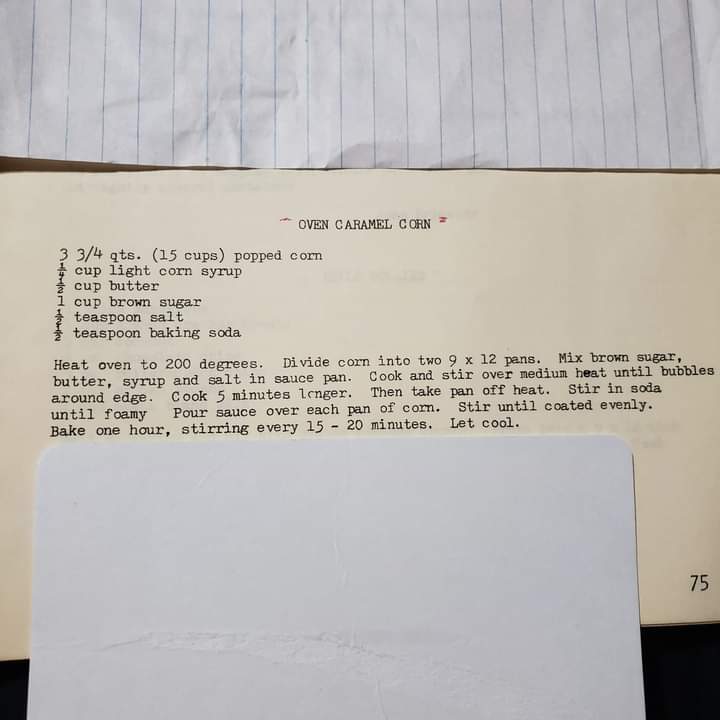 OVEN CARAMEL CORN
3 3/4 qts. (15 cups) popped corn
¼ cup light corn syrup
½ cup butter
1 cup brown sugar
½ teaspoon salt
½ teaspoon baking soda
Heat oven to 200 degrees. Divide corn into two 9 x 12 pans. Mix brown sugar,
butter, syrup and salt in sauce pan. Cook and stir over medium heat until bubbles
around edge. Cook 5 minutes longer. Then take pan off heat. Stir in soda
until foamy Pour sauce over each pan of corn. Stir until coated evenly.
Bake one hour, stirring every 15 - 20 minutes. Let cool.
75